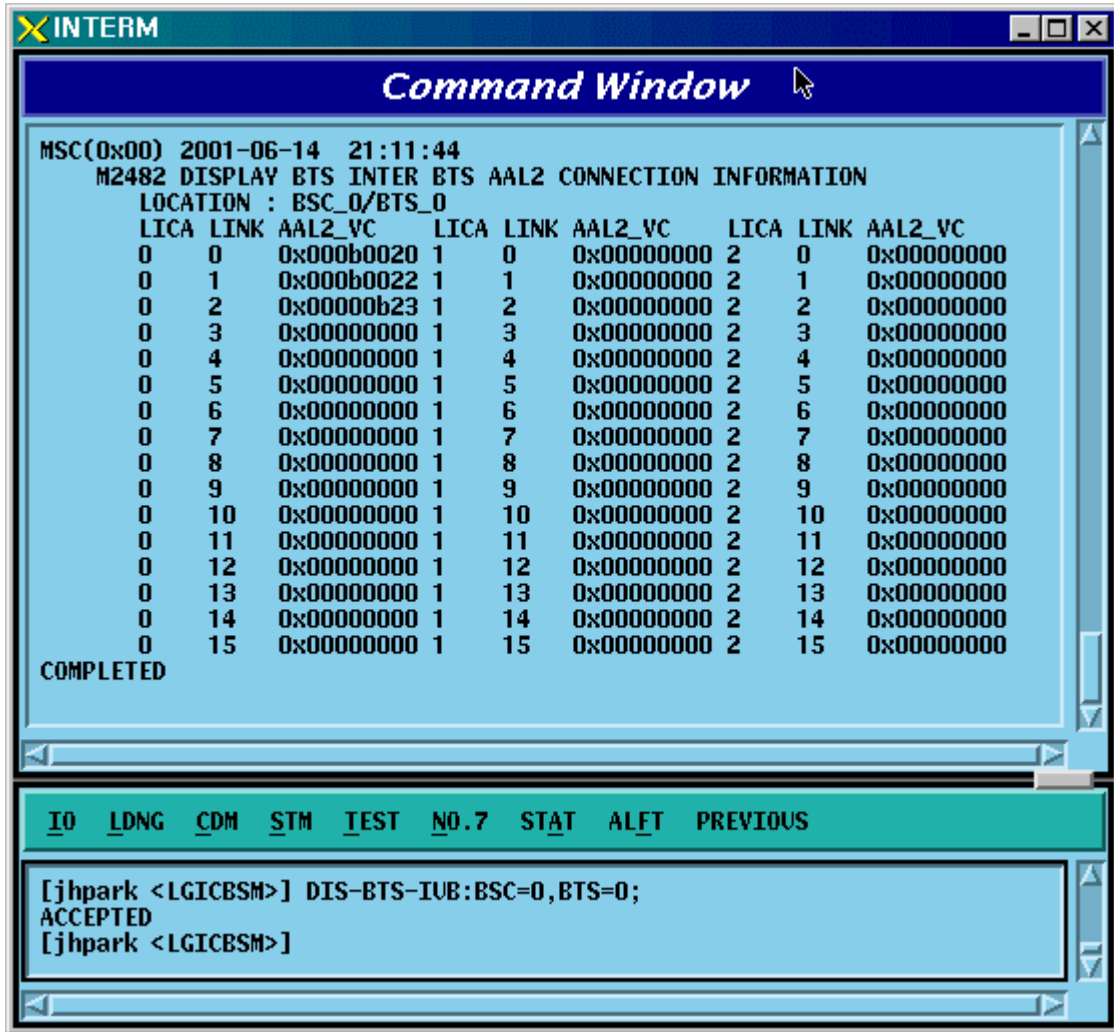 INTERM
Command Window
MSC(0x00) 2001-06-14 21:11:44
M2482 DISPLAY BTS INTER BTS AAL2 CONNECTION INFORMATION
LOCATION : BSC_0/BTS_0
LICA LINK AAL2_VC LICA LINK AAL2_VC LICA LINK AAL2_VC
0 0 0x000b0020 1 0 0x00000000 2 0 0x00000000
0 1 0x000b0022 1 1 0x00000000 2 1 0x00000000
0 2 0x00000b23 1 2 0x00000000 2 2 0x00000000
0 3 0x00000000 1 3 0x00000000 2 3 0x00000000
0 4 0x00000000 1 4 0x00000000 2 4 0x00000000
0 5 0x00000000 1 5 0x00000000 2 5 0x00000000
0 6 0x00000000 1 6 0x00000000 2 6 0x00000000
0 7 0x00000000 1 7 0x00000000 2 7 0x00000000
0 8 0x00000000 1 8 0x00000000 2 8 0x00000000
0 9 0x00000000 1 9 0x00000000 2 9 0x00000000
0 10 0x00000000 1 10 0x00000000 2 10 0x00000000
0 11 0x00000000 1 11 0x00000000 2 11 0x00000000
0 12 0x00000000 1 12 0x00000000 2 12 0x00000000
0 13 0x00000000 1 13 0x00000000 2 13 0x00000000
0 14 0x00000000 1 14 0x00000000 2 14 0x00000000
0 15 0x00000000 1 15 0x00000000 2 15 0x00000000
COMPLETED
IO LDNG CDM STM TEST NO.7 STAT ALFT PREVIOUS
[jhpark <LGICBSM>] DIS-BTS-IVB:BSC=0,BTS=0;
ACCEPTED
[jhpark <LGICBSM>]